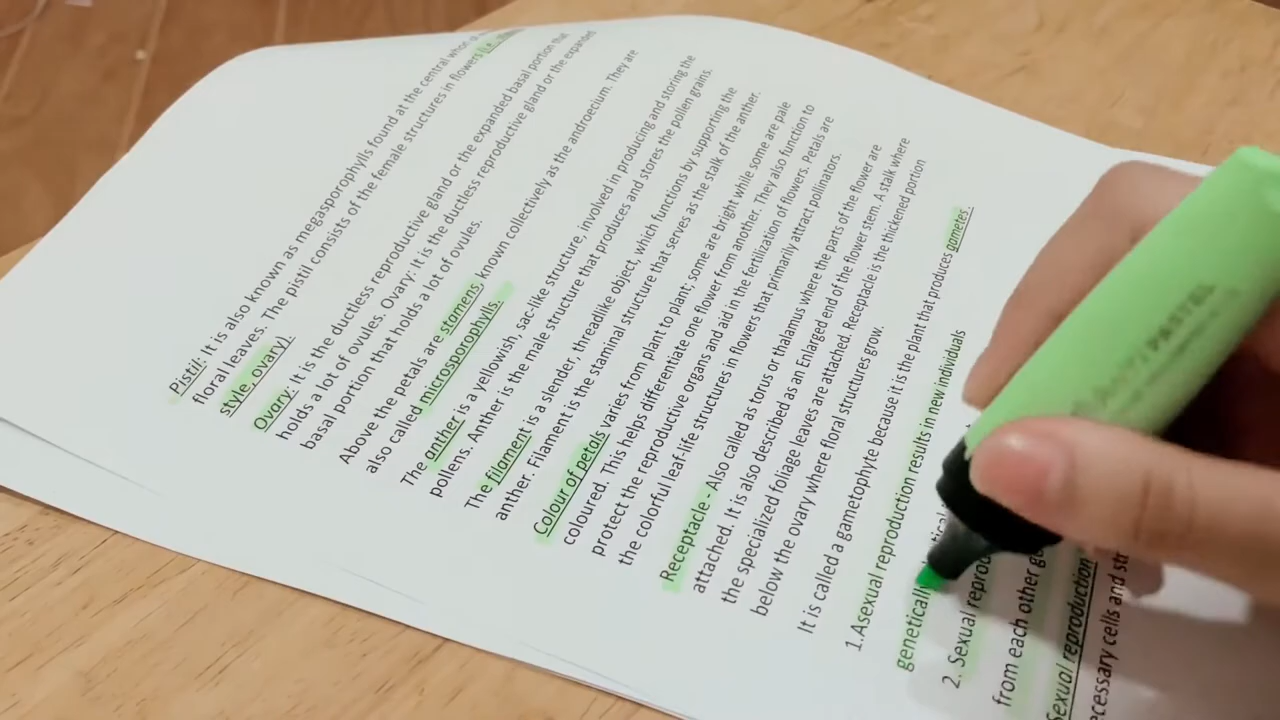 Pistil: It is also known as megasporophylls found at the central whorl of
floral leaves. The pistil consists of the female structures in flowers
style, ovary).
Ovary: It is the ductless reproductive gland or the expanded basal portion that
holds a lot of ovules. Ovary: It is the ductless reproductive gland or the expanded
basal portion that holds a lot of ovules.
Above the petals are stamens known collectively as the androecium. They are
also called microsporophylls.
The anther is a yellowish, sac-like structure, involved in producing and storing the
pollens. Anther is the male structure that produces and stores the pollen grains.
The filament is a slender, threadlike object, which functions by supporting the
anther. Filament is the staminal structure that serves as the stalk of the anther.
Colour of petals varies from plant to plant; some are bright while some are pale
coloured. This helps differentiate one flower from another. They also function to
protect the reproductive organs and aid in the fertilization of flowers. Petals are
the colorful leaf-life structures in flowers that primarily attract pollinators.
Receptacle - Also called as torus or thalamus where the parts of the flower are
attached. It is also described as an Enlarged end of the flower stem. A stalk where
the specialized foliage leaves are attached. Receptacle is the thickened portion
below the ovary where floral structures grow.
It is called a gametophyte because it is the plant that produces gametes.
1.Asexual reproduction results in new individuals
genetically
2. Sexual
from each other
Sexual reproduction
PASTEL